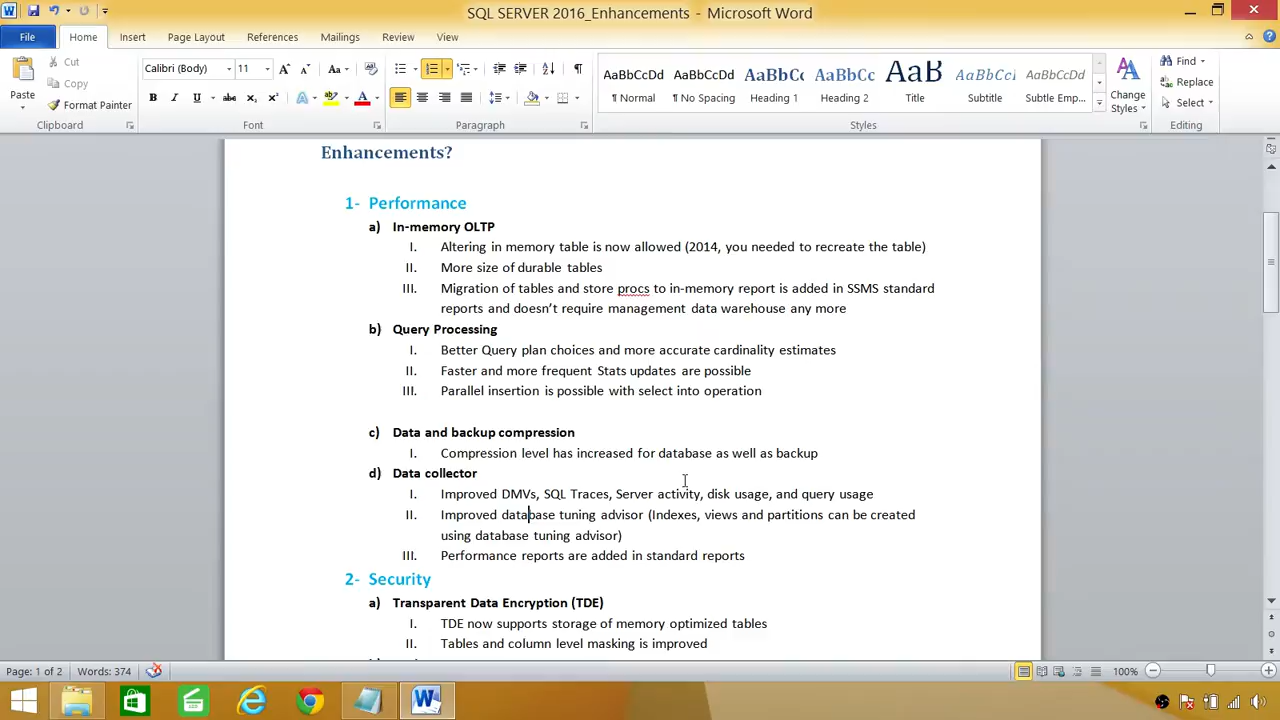 SQL SERVER 2016_Enhancements - Microsoft Word
File Home Insert Page Layout References Mailings Review View
Paste
Cut
Copy
Format Painter
Clipboard
Calibri (Body) 11
Font
Paragraph
AaBbCcDd AaBbCcDd AaBbCc AaBbCc AaB AaBbCcDd AaBbCcDd
¶ Normal ¶ No Spacing Heading 1 Heading 2 Title Subtitle Subtle Emp...
Styles
Change Styles
Find
Replace
Select
Editing
Enhancements?
1- Performance
a) In-memory OLTP
I. Altering in memory table is now allowed (2014, you needed to recreate the table)
II. More size of durable tables
III. Migration of tables and store procs to in-memory report is added in SSMS standard
reports and doesn't require management data warehouse any more
b) Query Processing
I. Better Query plan choices and more accurate cardinality estimates
II. Faster and more frequent Stats updates are possible
III. Parallel insertion is possible with select into operation
c) Data and backup compression
I. Compression level has increased for database as well as backup
d) Data collector
I. Improved DMVs, SQL Traces, Server activity, disk usage, and query usage
II. Improved database tuning advisor (Indexes, views and partitions can be created
using database tuning advisor)
III. Performance reports are added in standard reports
2- Security
a) Transparent Data Encryption (TDE)
I. TDE now supports storage of memory optimized tables
II. Tables and column level masking is improved
Page: 1 of 2 Words: 374 100%